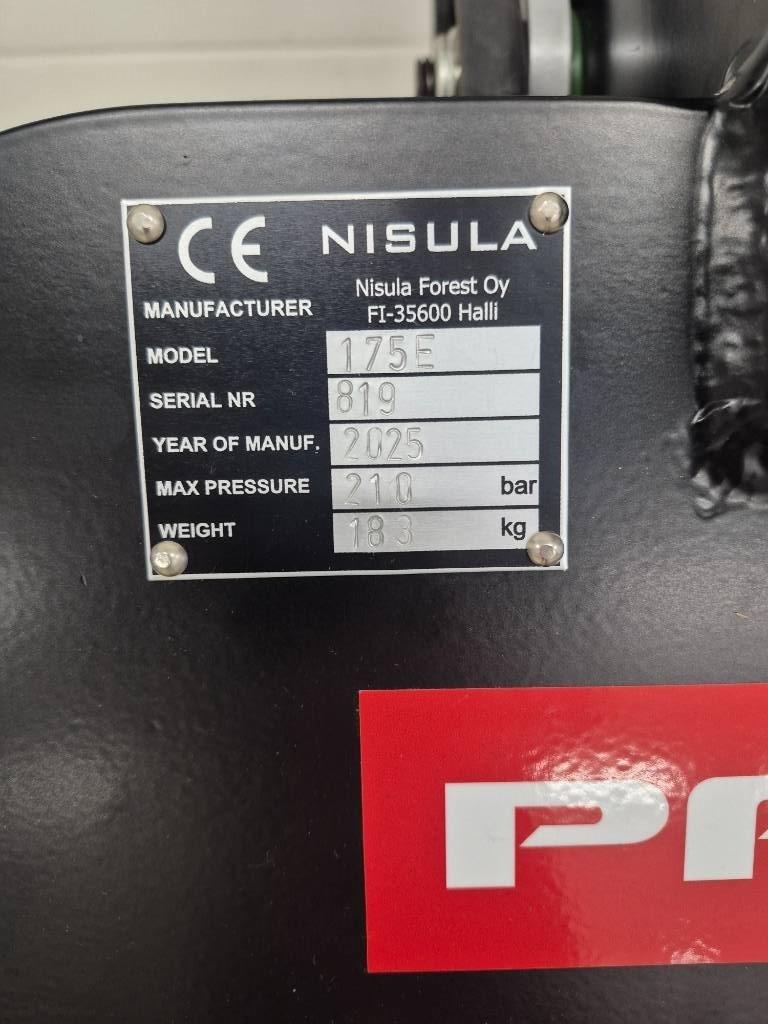 CE NISULA
MANUFACTURER Nisula Forest Oy
FI-35600 Halli
MODEL 175E
SERIAL NR 819
YEAR OF MANUF. 2025
MAX PRESSURE 210 bar
WEIGHT 183 kg